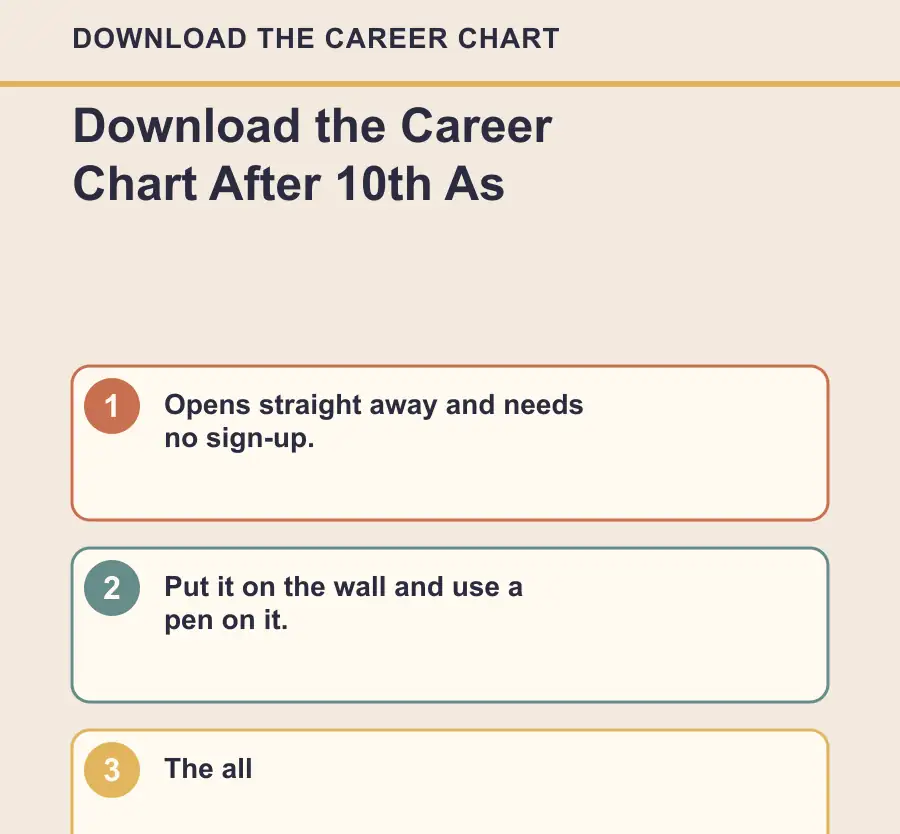 DOWNLOAD THE CAREER CHART
Download the Career
Chart After 10th As
1
Opens straight away and needs
no sign-up.
2
Put it on the wall and use a
pen on it.
3
The all